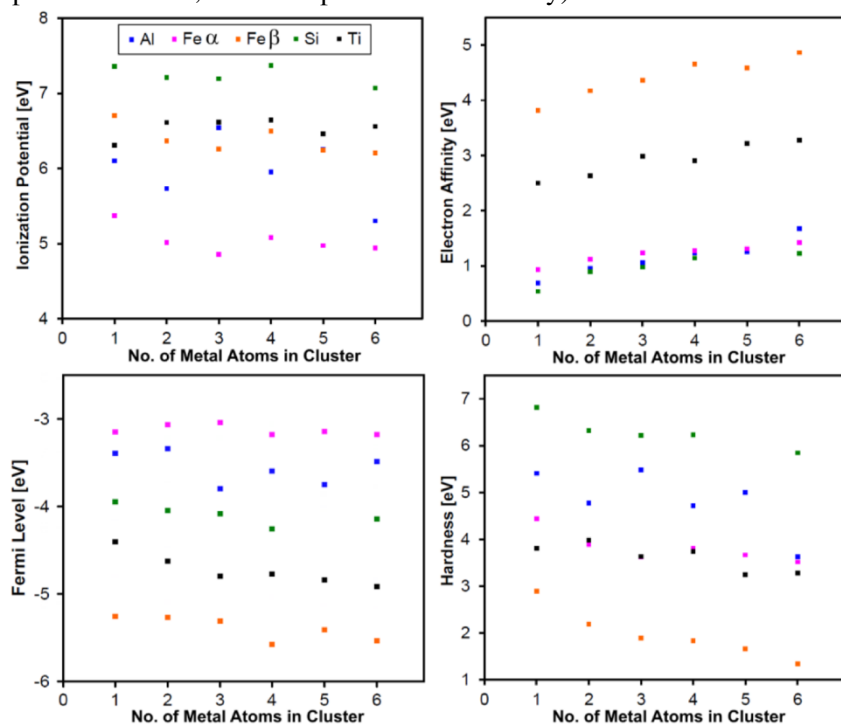 8
7
6
5
4
0 1 2 3 4 5 6
Al Fe α Fe β Si Ti
Ionization Potential [eV]
No. of Metal Atoms in Cluster
5
4
3
2
1
0
0 1 2 3 4 5 6
Electron Affinity [eV]
No. of Metal Atoms in Cluster
-3
-4
-5
-6
0 1 2 3 4 5 6
Fermi Level [eV]
No. of Metal Atoms in Cluster
7
6
5
4
3
2
1
0 1 2 3 4 5 6
Hardness [eV]
No. of Metal Atoms in Cluster